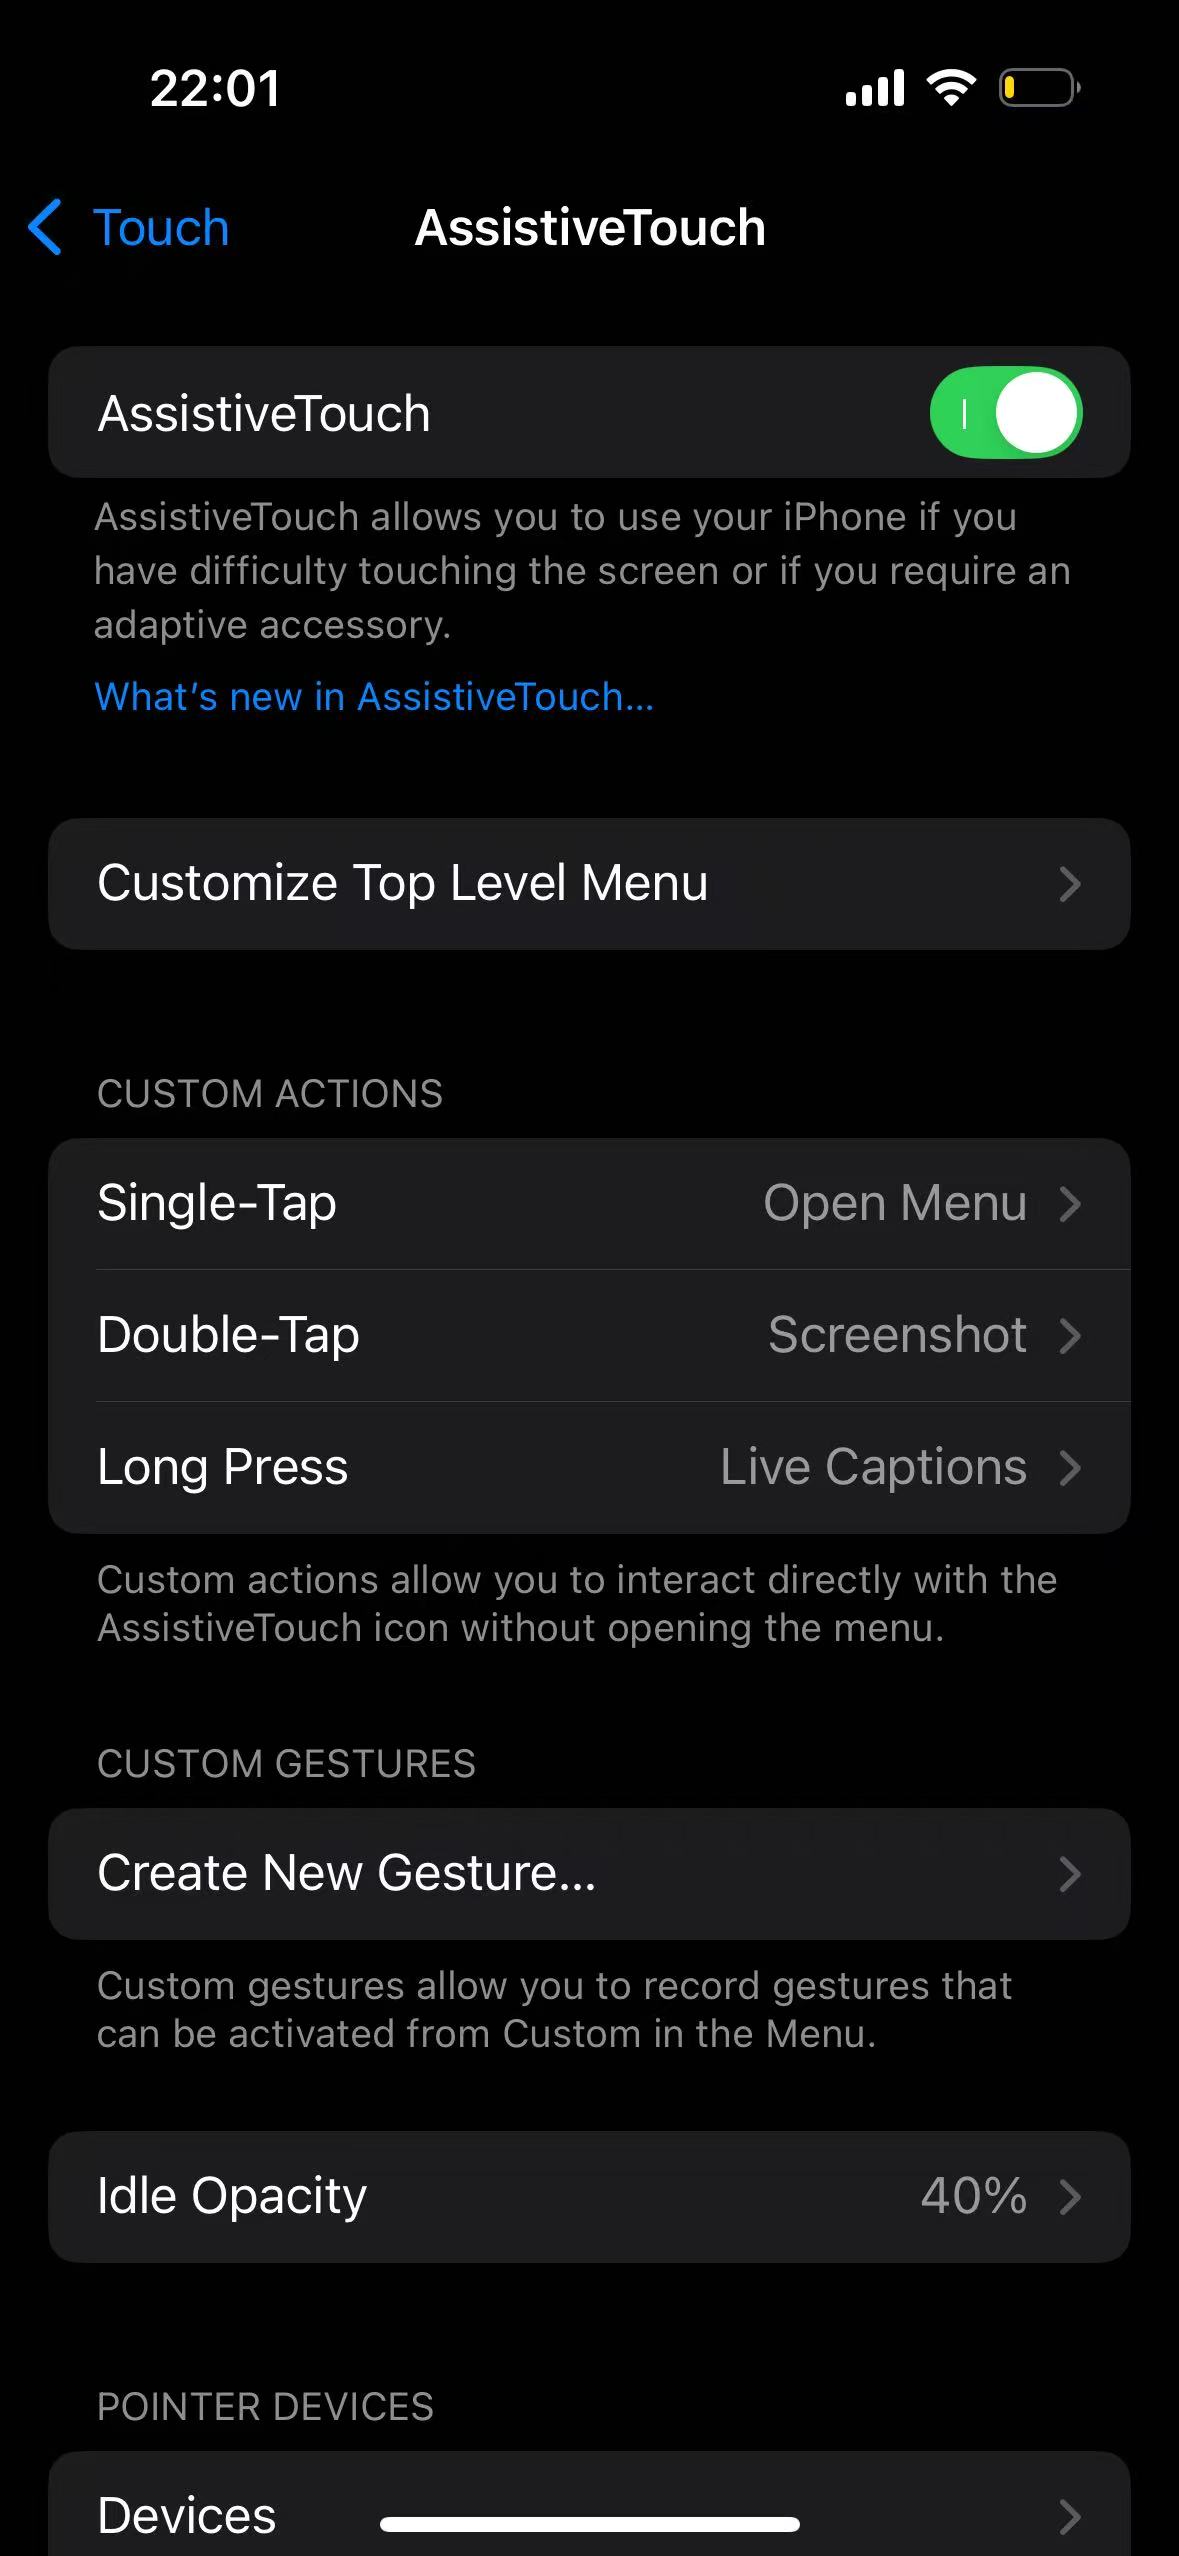 22:01
Touch
AssistiveTouch
AssistiveTouch
AssistiveTouch allows you to use your iPhone if you
have difficulty touching the screen or if you require an
adaptive accessory.
What's new in AssistiveTouch...
Customize Top Level Menu
CUSTOM ACTIONS
Single-Tap Open Menu
Double-Tap Screenshot
Long Press Live Captions
Custom actions allow you to interact directly with the
AssistiveTouch icon without opening the menu.
CUSTOM GESTURES
Create New Gesture...
Custom gestures allow you to record gestures that
can be activated from Custom in the Menu.
Idle Opacity 40%
POINTER DEVICES
Devices